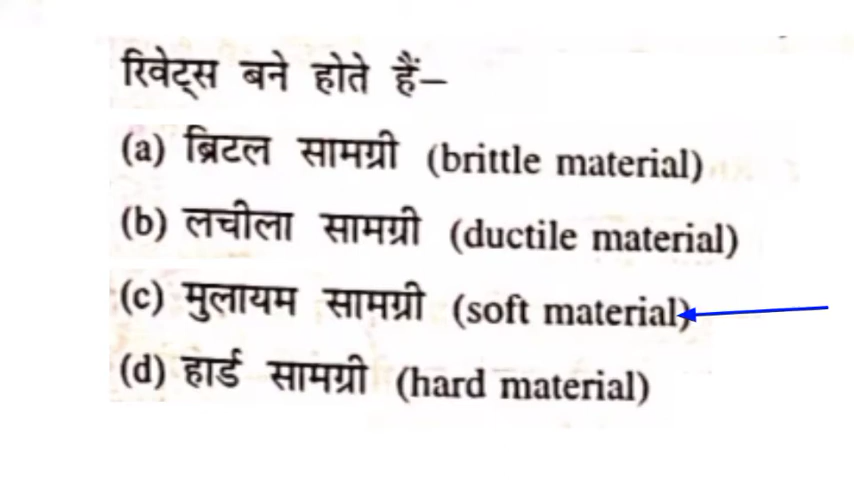 रिवेट्स बने होते हैं–
(a) ब्रिटल सामग्री (brittle material)
(b) लचीला सामग्री (ductile material)
(c) मुलायम सामग्री (soft material)
(d) हार्ड सामग्री (hard material)